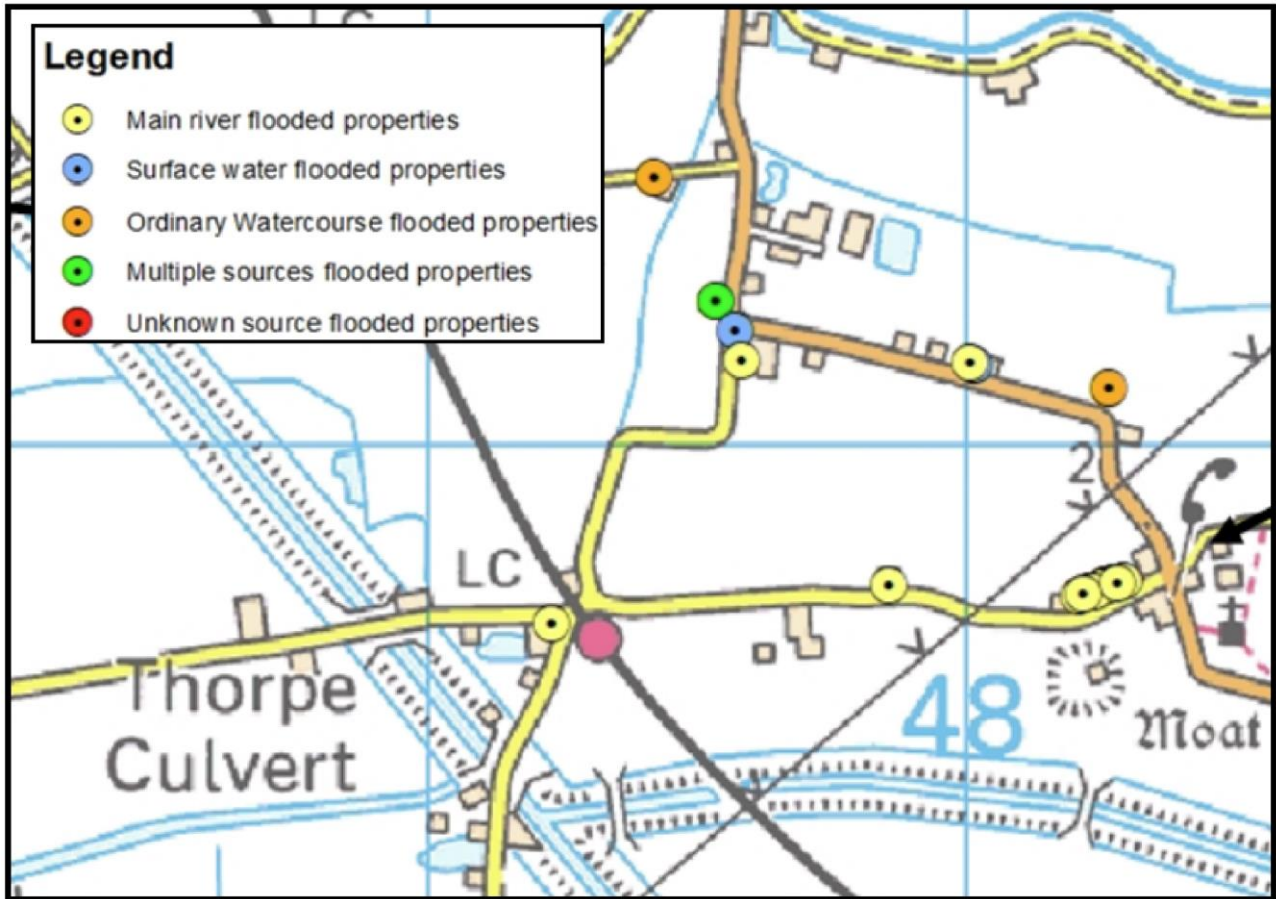 Legend
Main river flooded properties
Surface water flooded properties
Ordinary Watercourse flooded properties
Multiple sources flooded properties
Unknown source flooded properties
2
LC
Thorpe
Culvert
48
Moat